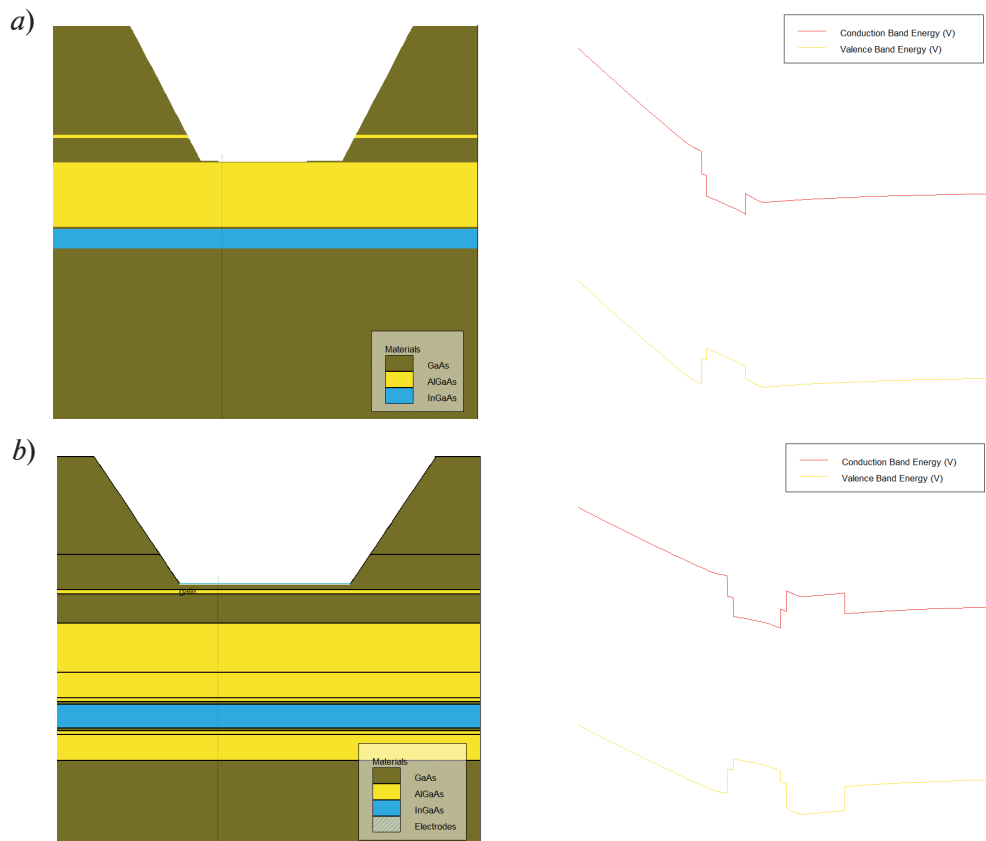 a)
Conduction Band Energy (V)
Valence Band Energy (V)
Materials
GaAs
AlGaAs
InGaAs
b)
Conduction Band Energy (V)
Valence Band Energy (V)
gate
Materials
GaAs
AlGaAs
InGaAs
Electrodes